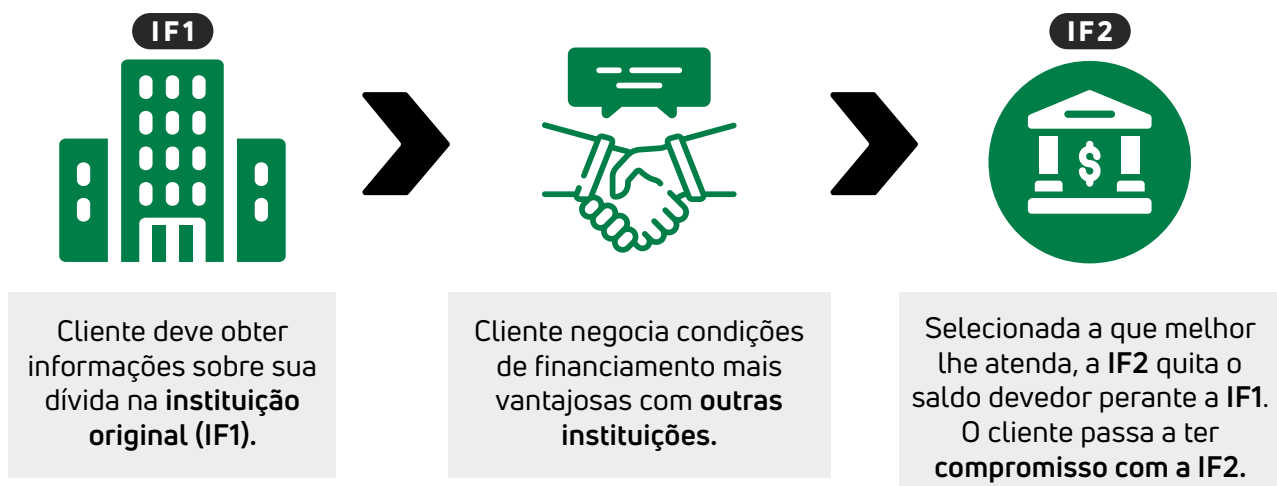 IF1
Cliente deve obter
informações sobre sua
dívida na instituição
original (IF1).
Cliente negocia condições
de financiamento mais
vantajosas com outras
instituições.
IF2
$
Selecionada a que melhor
lhe atenda, a IF2 quita o
saldo devedor perante a IF1.
O cliente passa a ter
compromisso com a IF2.